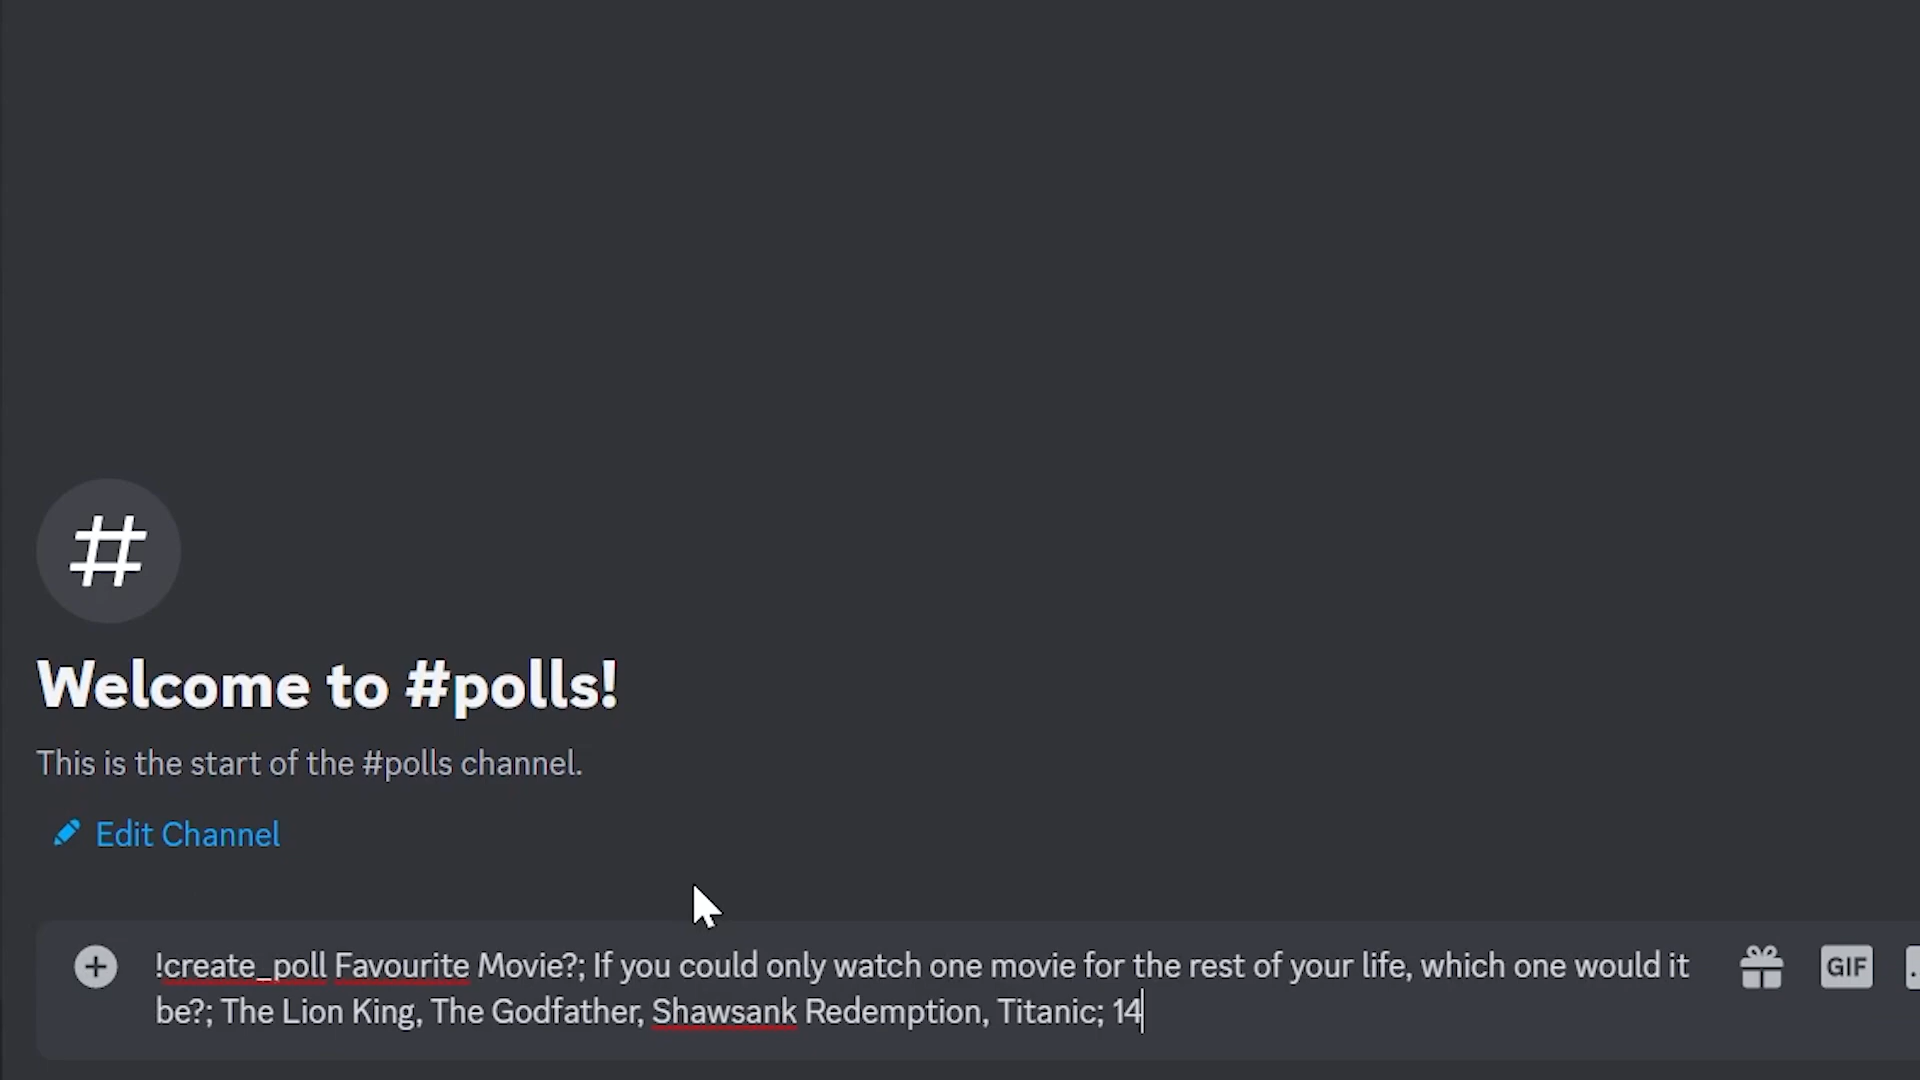 #
Welcome to #polls!
This is the start of the #polls channel.
Edit Channel
!create_poll Favourite Movie?; If you could only watch one movie for the rest of your life, which one would it
be?; The Lion King, The Godfather, Shawsank Redemption, Titanic; 14
GIF